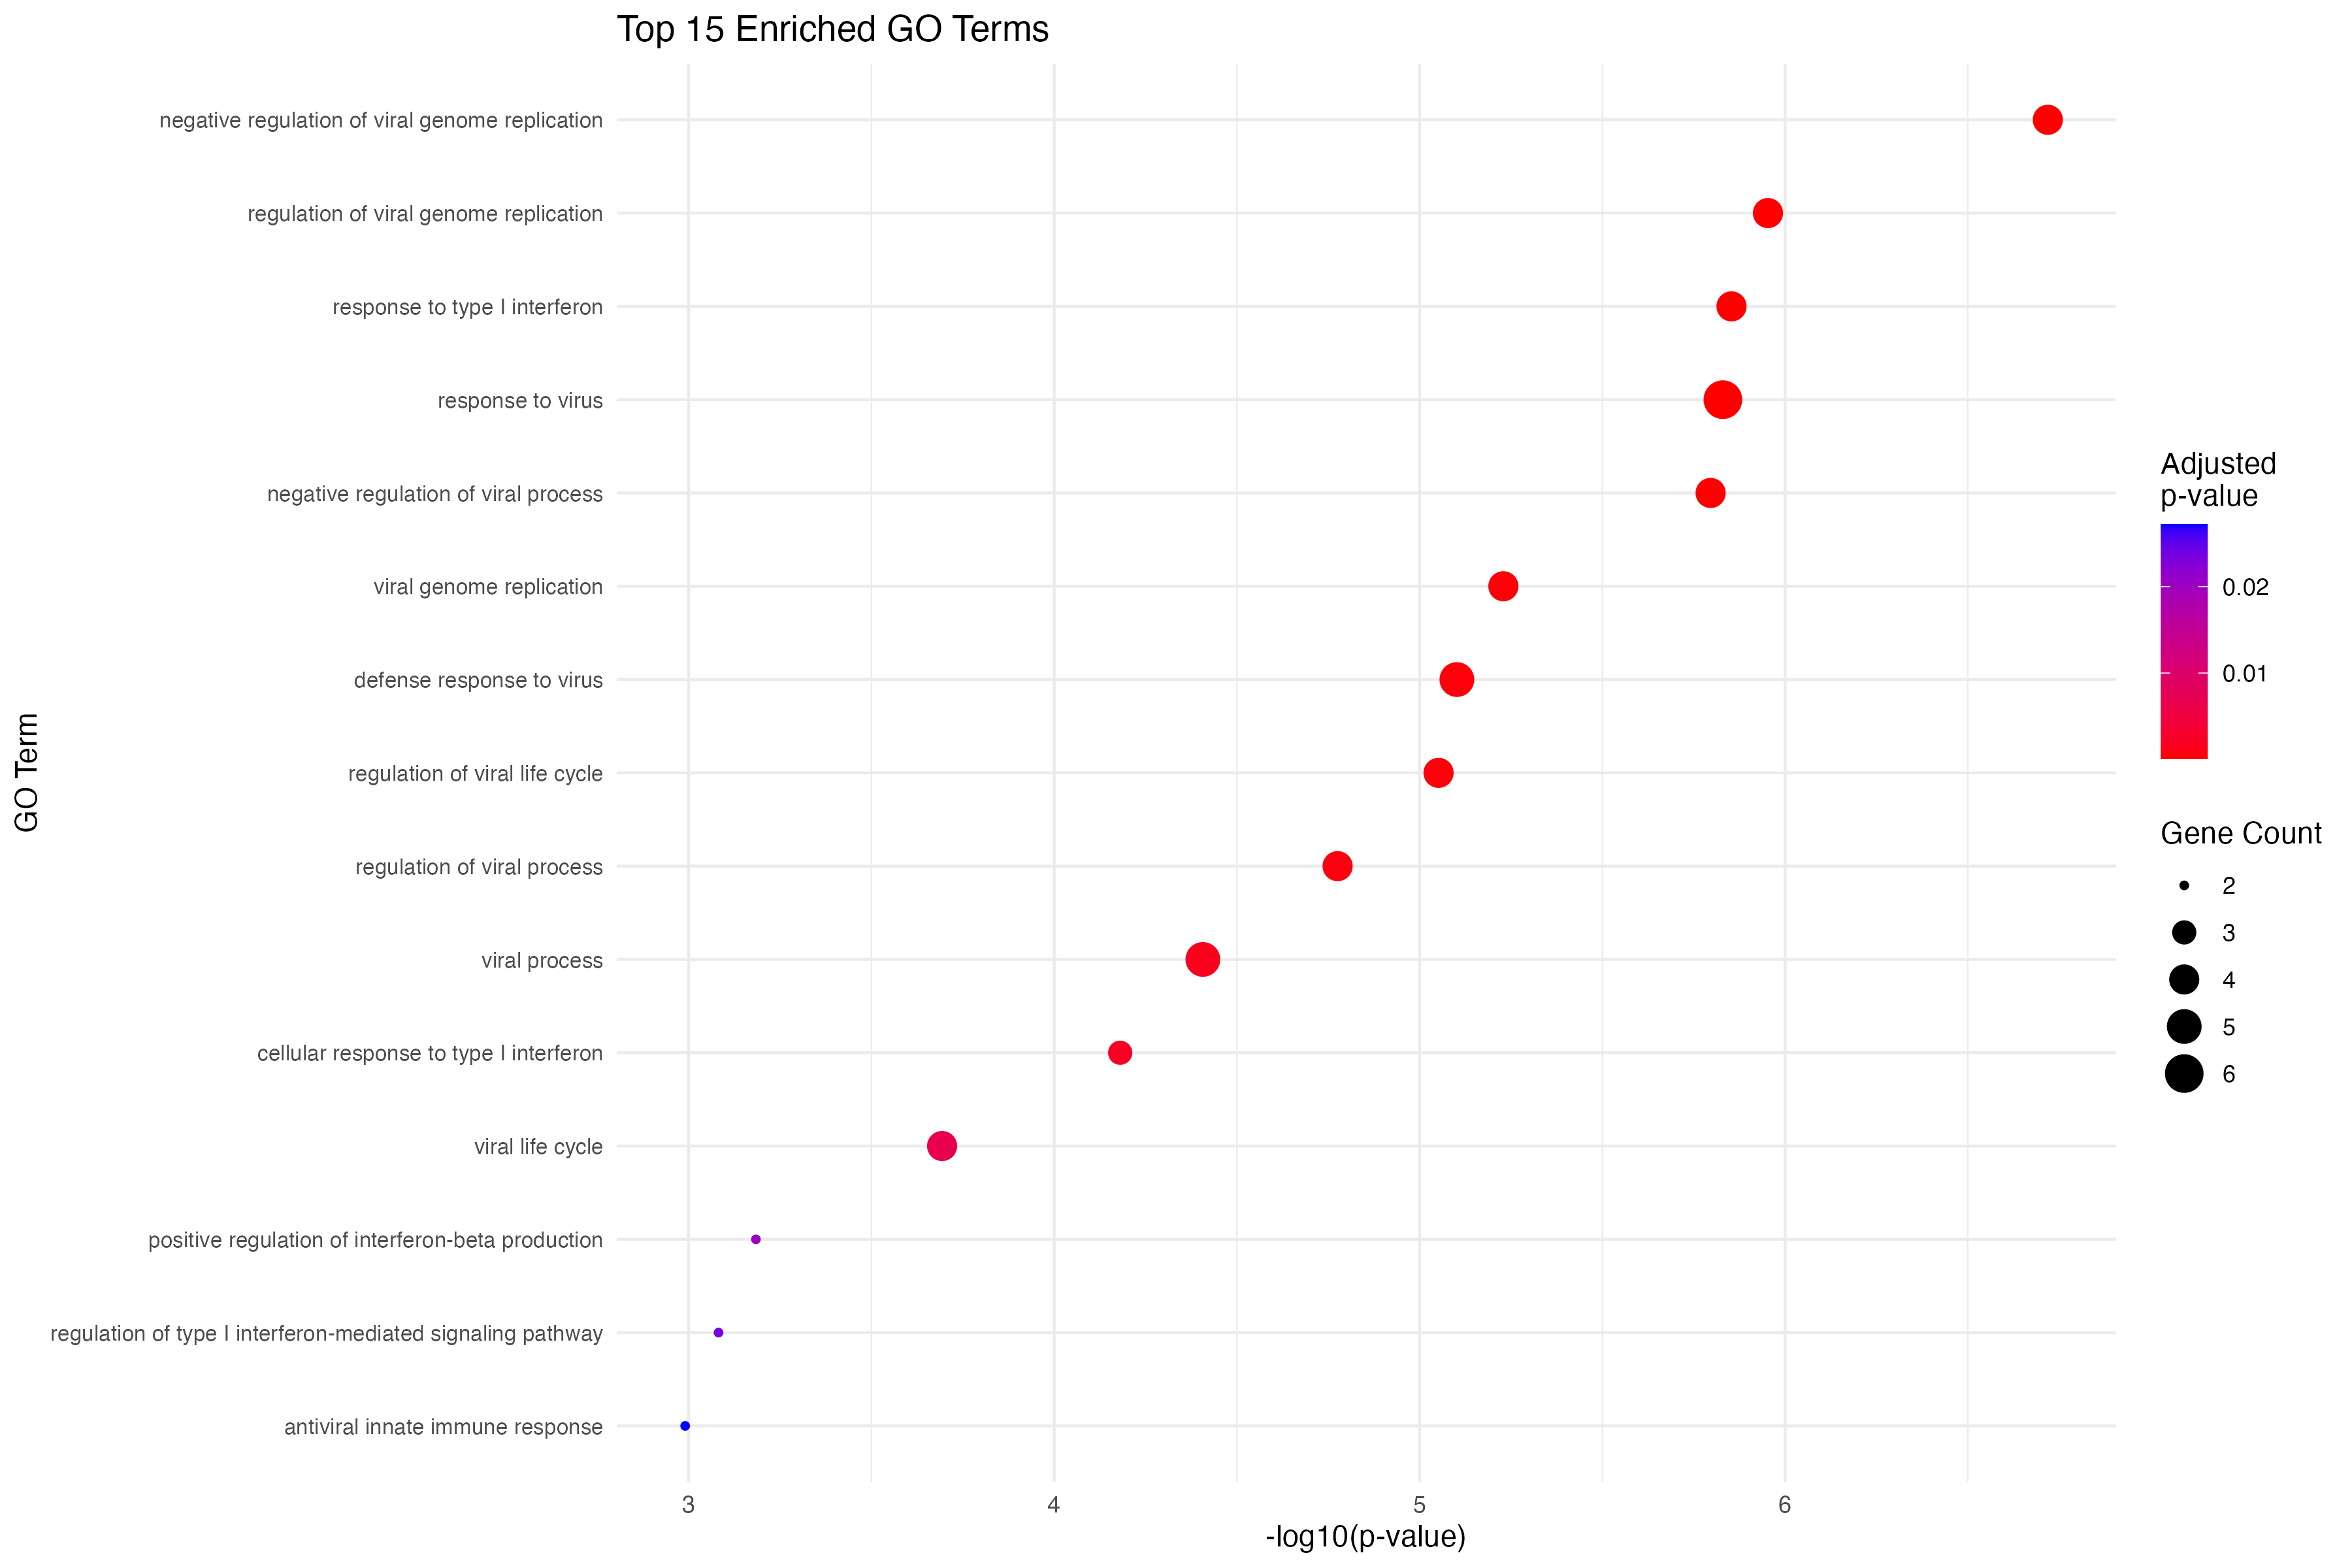 Top 15 Enriched GO Terms
GO Term
negative regulation of viral genome replication
regulation of viral genome replication
response to type I interferon
response to virus
negative regulation of viral process
viral genome replication
defense response to virus
regulation of viral life cycle
regulation of viral process
viral process
cellular response to type I interferon
viral life cycle
positive regulation of interferon-beta production
regulation of type I interferon-mediated signaling pathway
antiviral innate immune response
3 4 5 6
-log10(p-value)
Adjusted
p-value
0.02
0.01
Gene Count
2
3
4
5
6